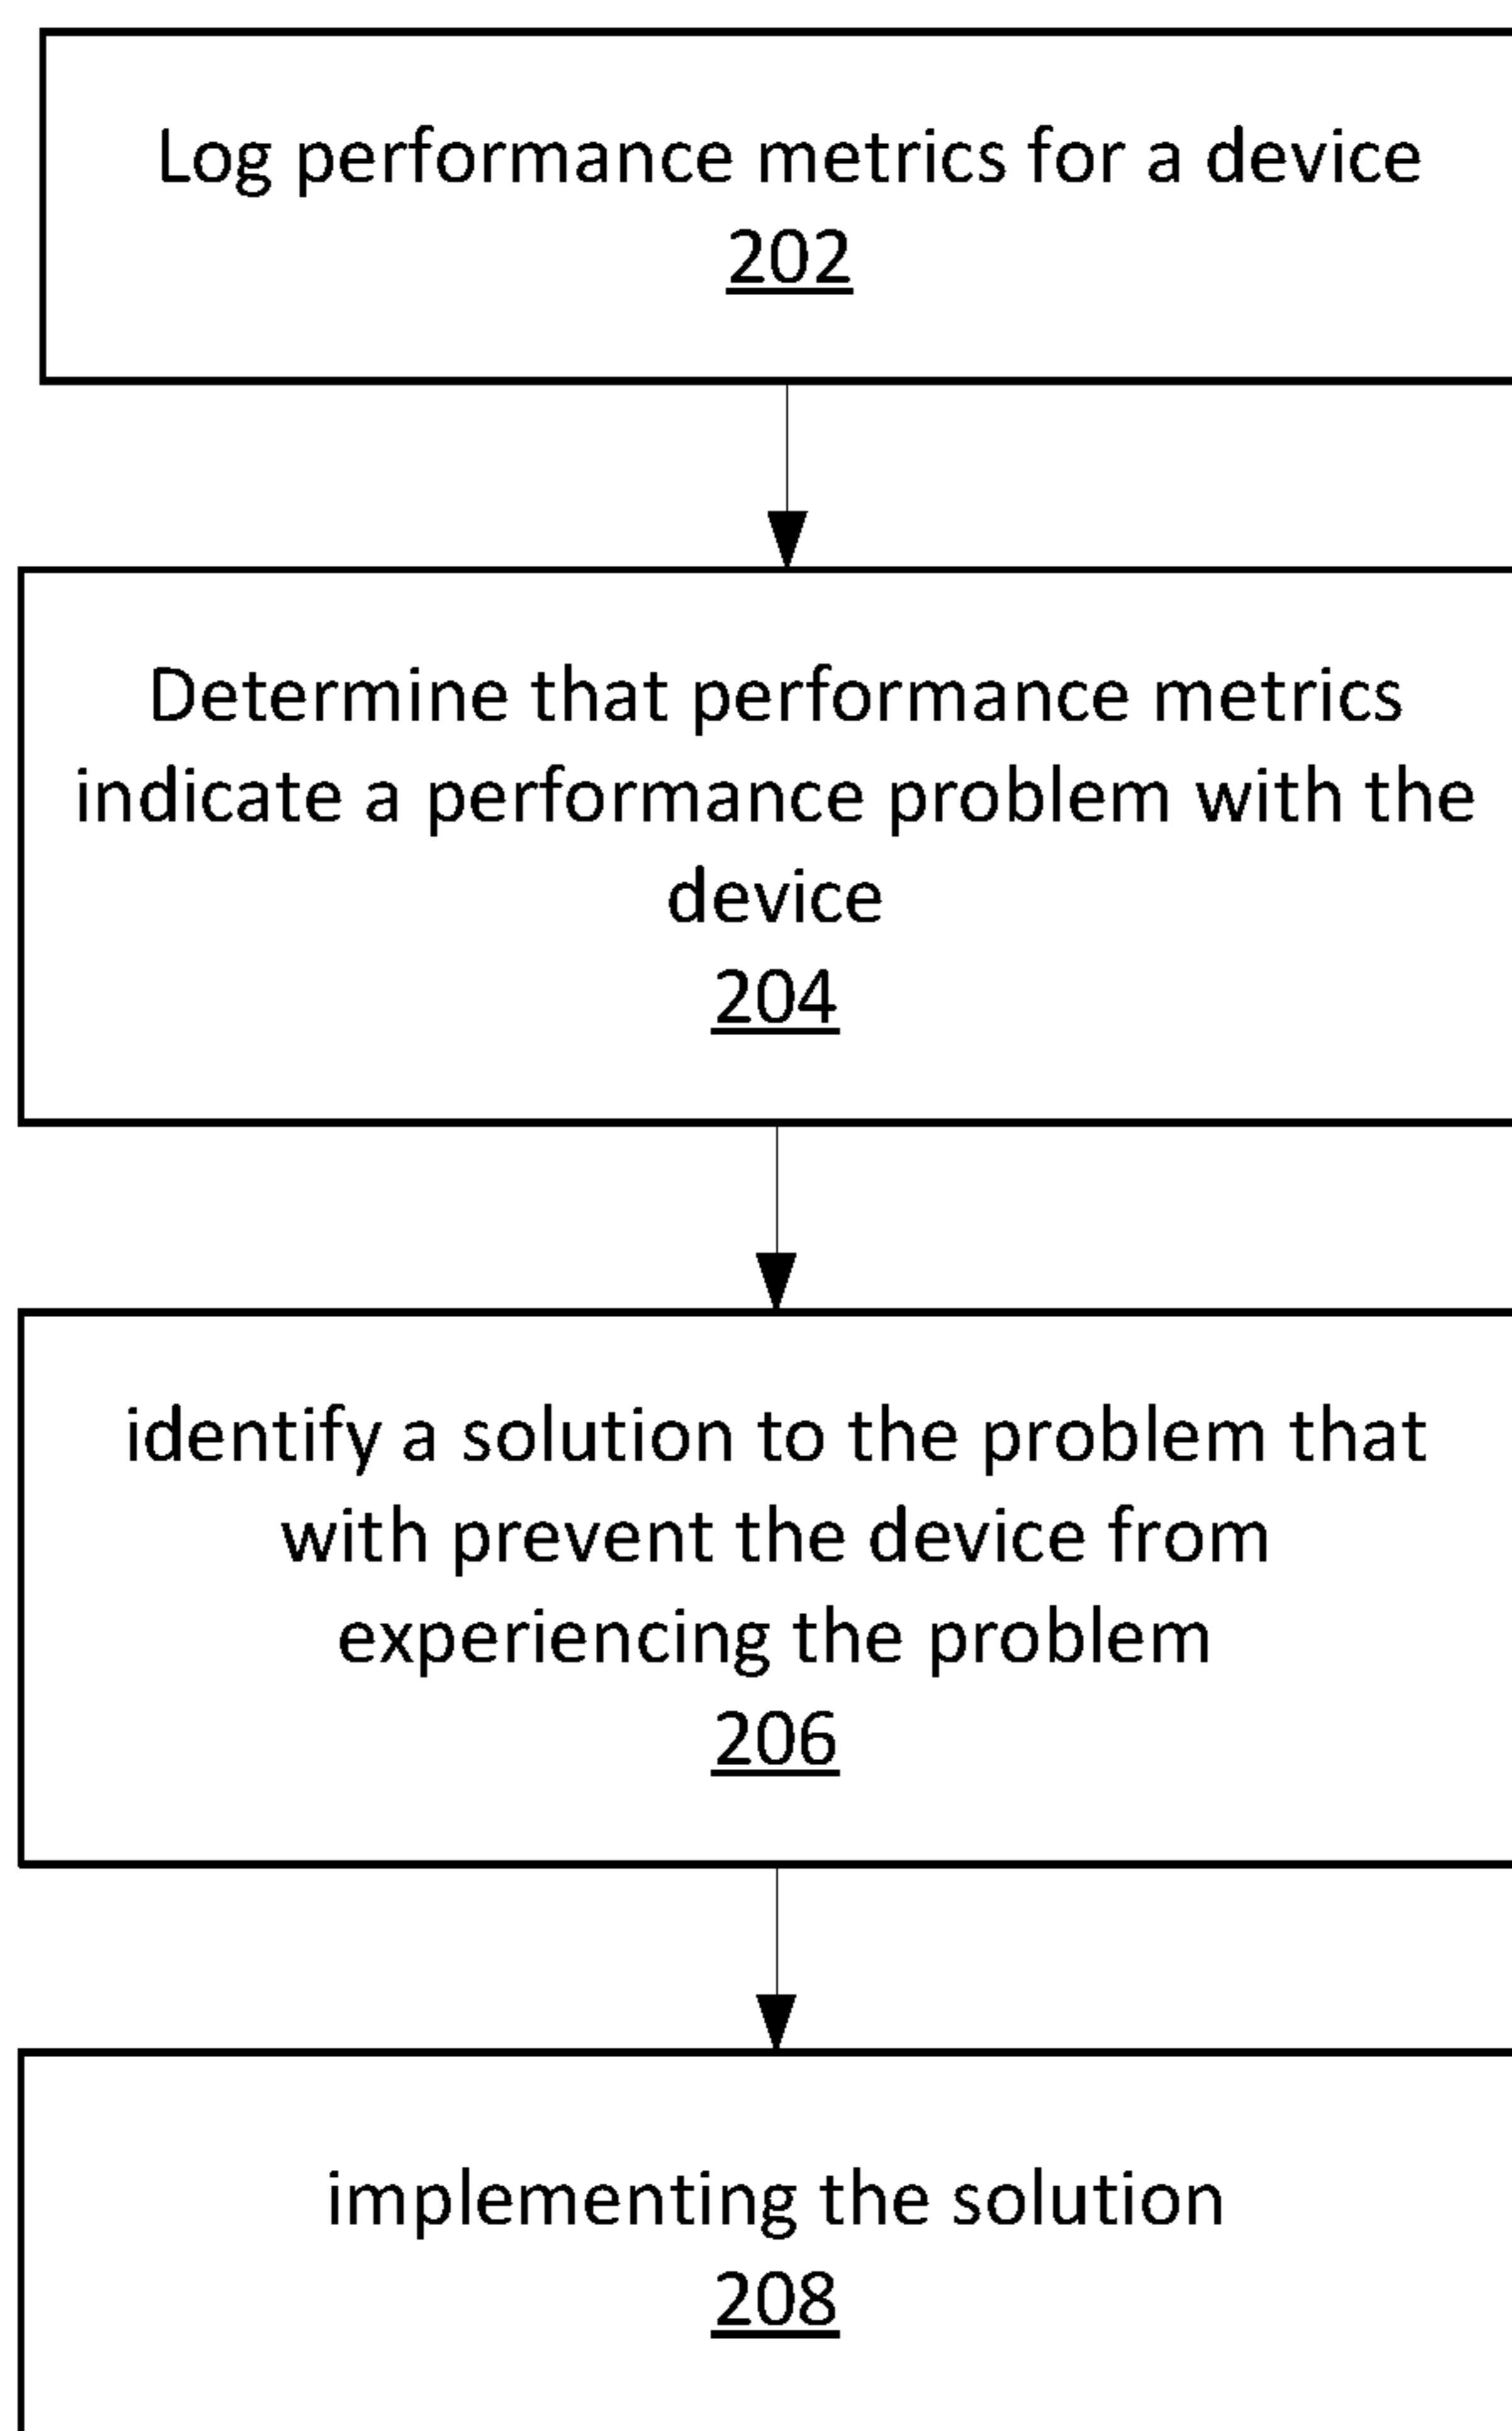 Log performance metrics for a device
202
Determine that performance metrics
indicate a performance problem with the
device
204
identify a solution to the problem that
with prevent the device from
experiencing the problem
206
implementing the solution
208